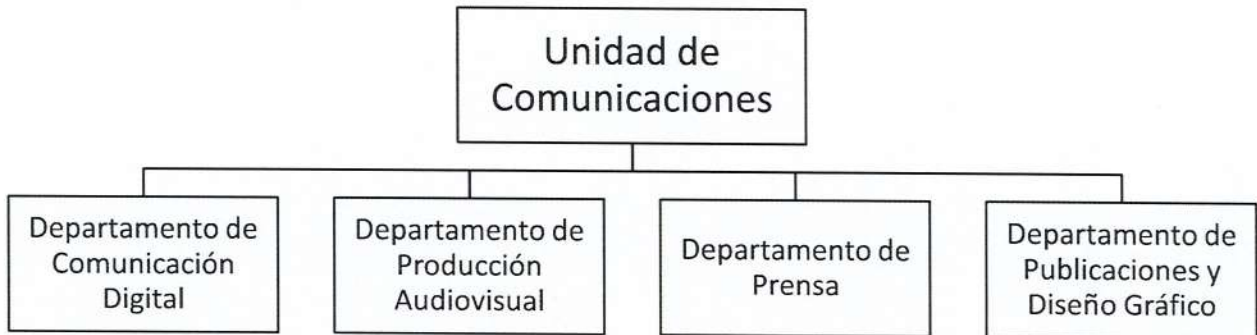 Unidad de
Comunicaciones
Departamento de
Comunicación
Digital
Departamento de
Producción
Audiovisual
Departamento de
Prensa
Departamento de
Publicaciones y
Diseño Gráfico